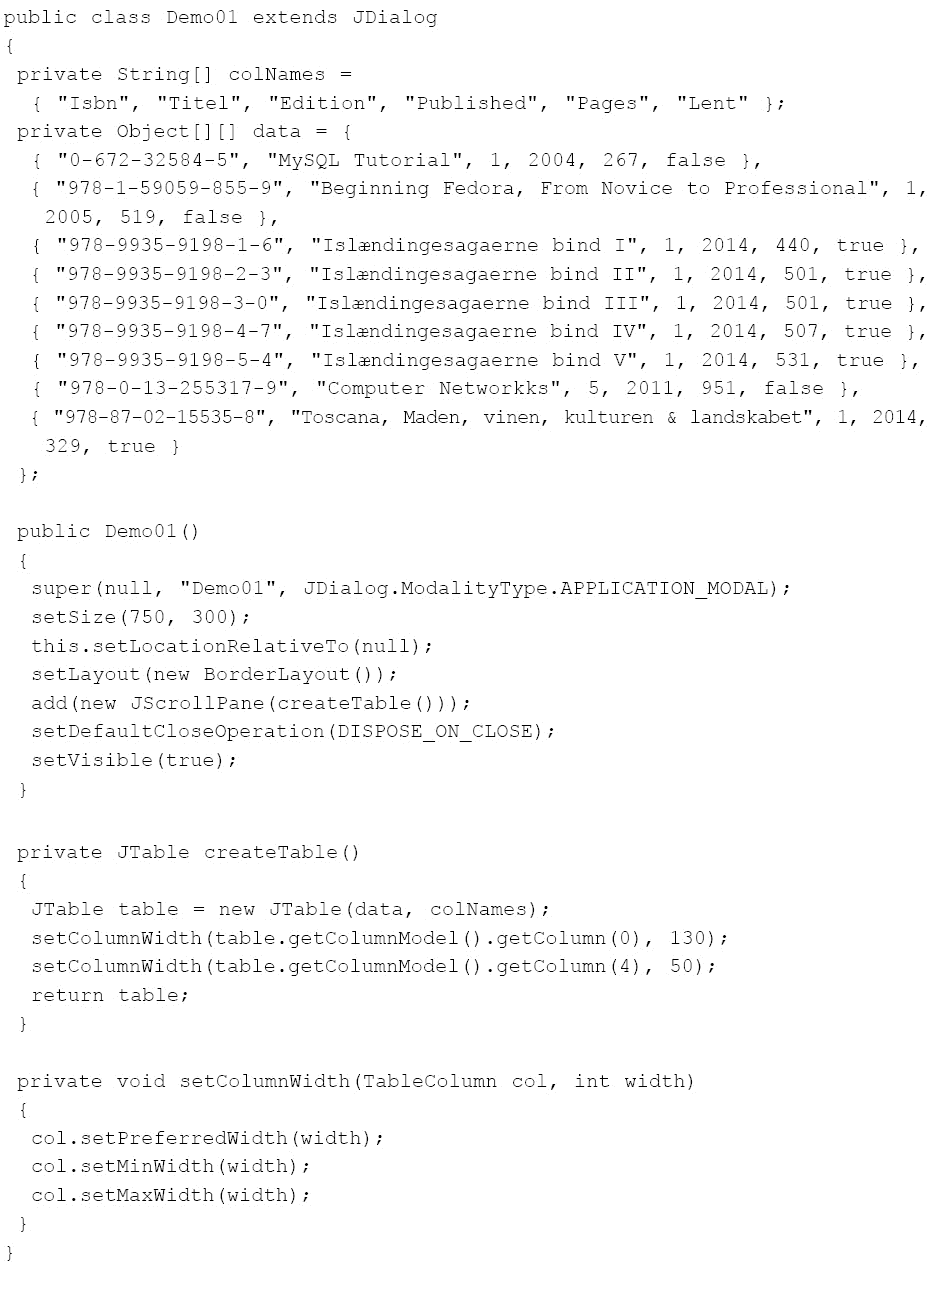 public class Demo01 extends JDialog
{
 private String[] colNames =
  { "Isbn", "Titel", "Edition", "Published", "Pages", "Lent" };
 private Object[][] data = {
  { "0-672-32584-5", "MySQL Tutorial", 1, 2004, 267, false },
  { "978-1-59059-855-9", "Beginning Fedora, From Novice to Professional", 1,
   2005, 519, false },
  { "978-9935-9198-1-6", "Islændingesagaerne bind I", 1, 2014, 440, true },
  { "978-9935-9198-2-3", "Islændingesagaerne bind II", 1, 2014, 501, true },
  { "978-9935-9198-3-0", "Islændingesagaerne bind III", 1, 2014, 501, true },
  { "978-9935-9198-4-7", "Islændingesagaerne bind IV", 1, 2014, 507, true },
  { "978-9935-9198-5-4", "Islændingesagaerne bind V", 1, 2014, 531, true },
  { "978-0-13-255317-9", "Computer Networkks", 5, 2011, 951, false },
  { "978-87-02-15535-8", "Toscana, Maden, vinen, kulturen & landskabet", 1, 2014,
   329, true }
 };

 public Demo01()
 {
  super(null, "Demo01", JDialog.ModalityType.APPLICATION_MODAL);
  setSize(750, 300);
  this.setLocationRelativeTo(null);
  setLayout(new BorderLayout());
  add(new JScrollPane(createTable()));
  setDefaultCloseOperation(DISPOSE_ON_CLOSE);
  setVisible(true);
 }

 private JTable createTable()
 {
  JTable table = new JTable(data, colNames);
  setColumnWidth(table.getColumnModel().getColumn(0), 130);
  setColumnWidth(table.getColumnModel().getColumn(4), 50);
  return table;
 }

 private void setColumnWidth(TableColumn col, int width)
 {
  col.setPreferredWidth(width);
  col.setMinWidth(width);
  col.setMaxWidth(width);
 }
}